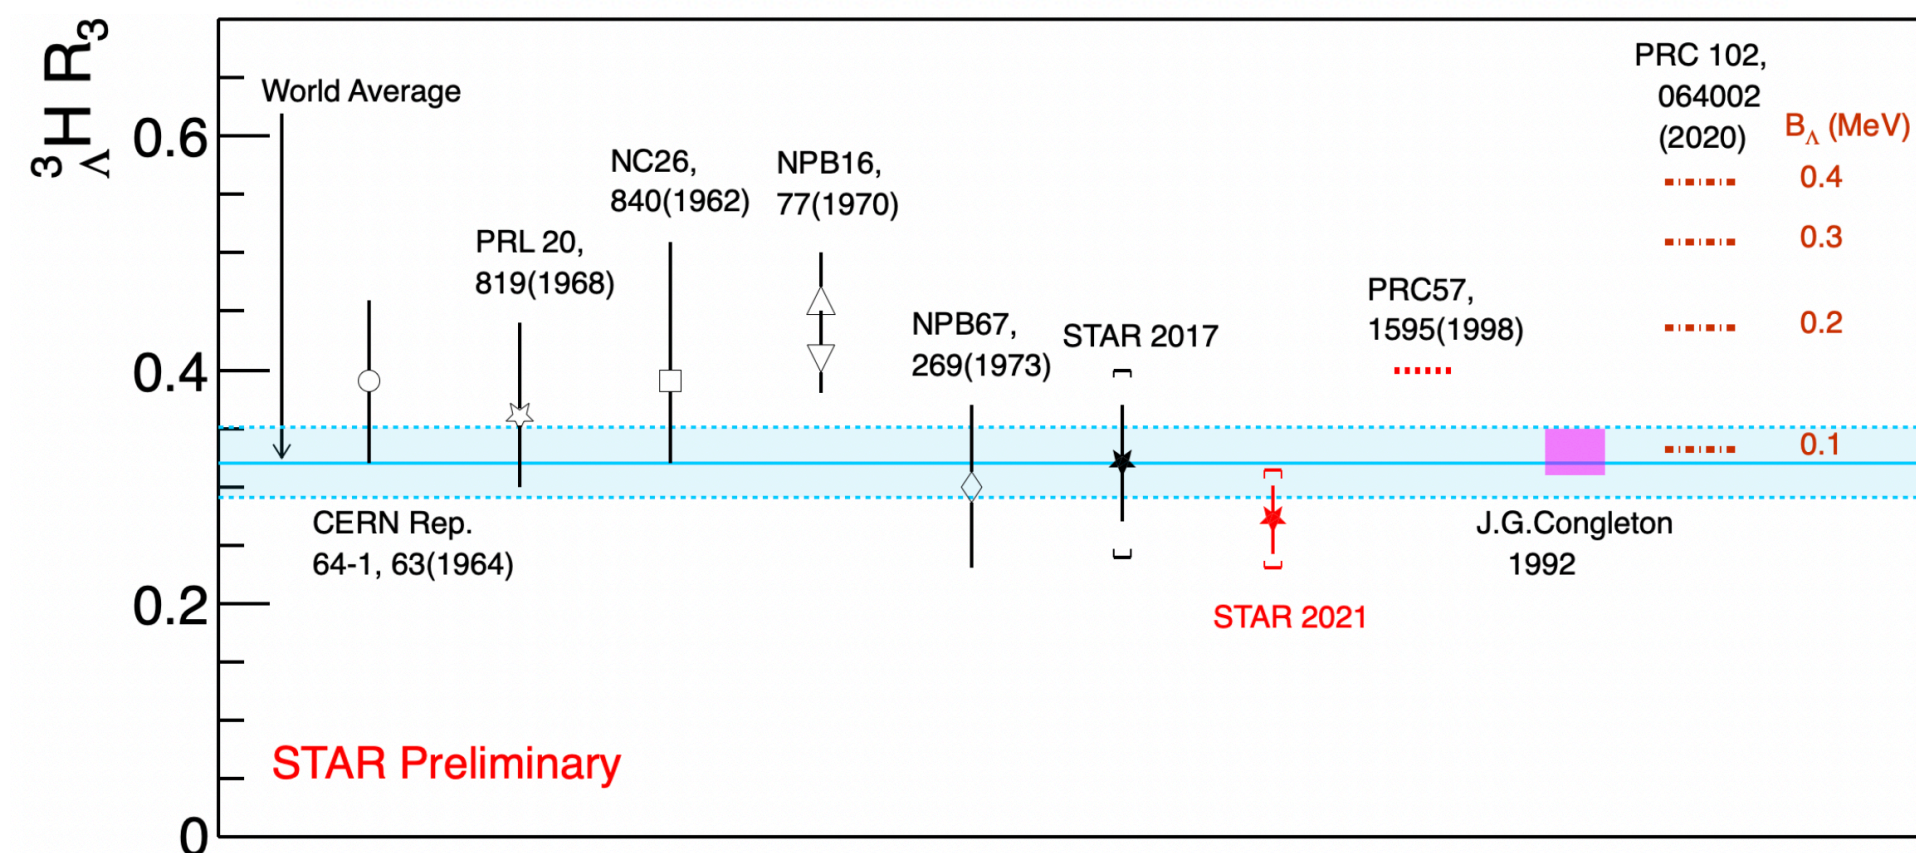 ³ΛH R₃
0.6
0.4
0.2
0
World Average
CERN Rep.
64-1, 63(1964)
PRL 20,
819(1968)
NC26,
840(1962)
NPB16,
77(1970)
NPB67,
269(1973)
STAR 2017
STAR 2021
PRC57,
1595(1998)
J.G.Congleton
1992
PRC 102,
064002
(2020)
BΛ (MeV)
0.4
0.3
0.2
0.1
STAR Preliminary